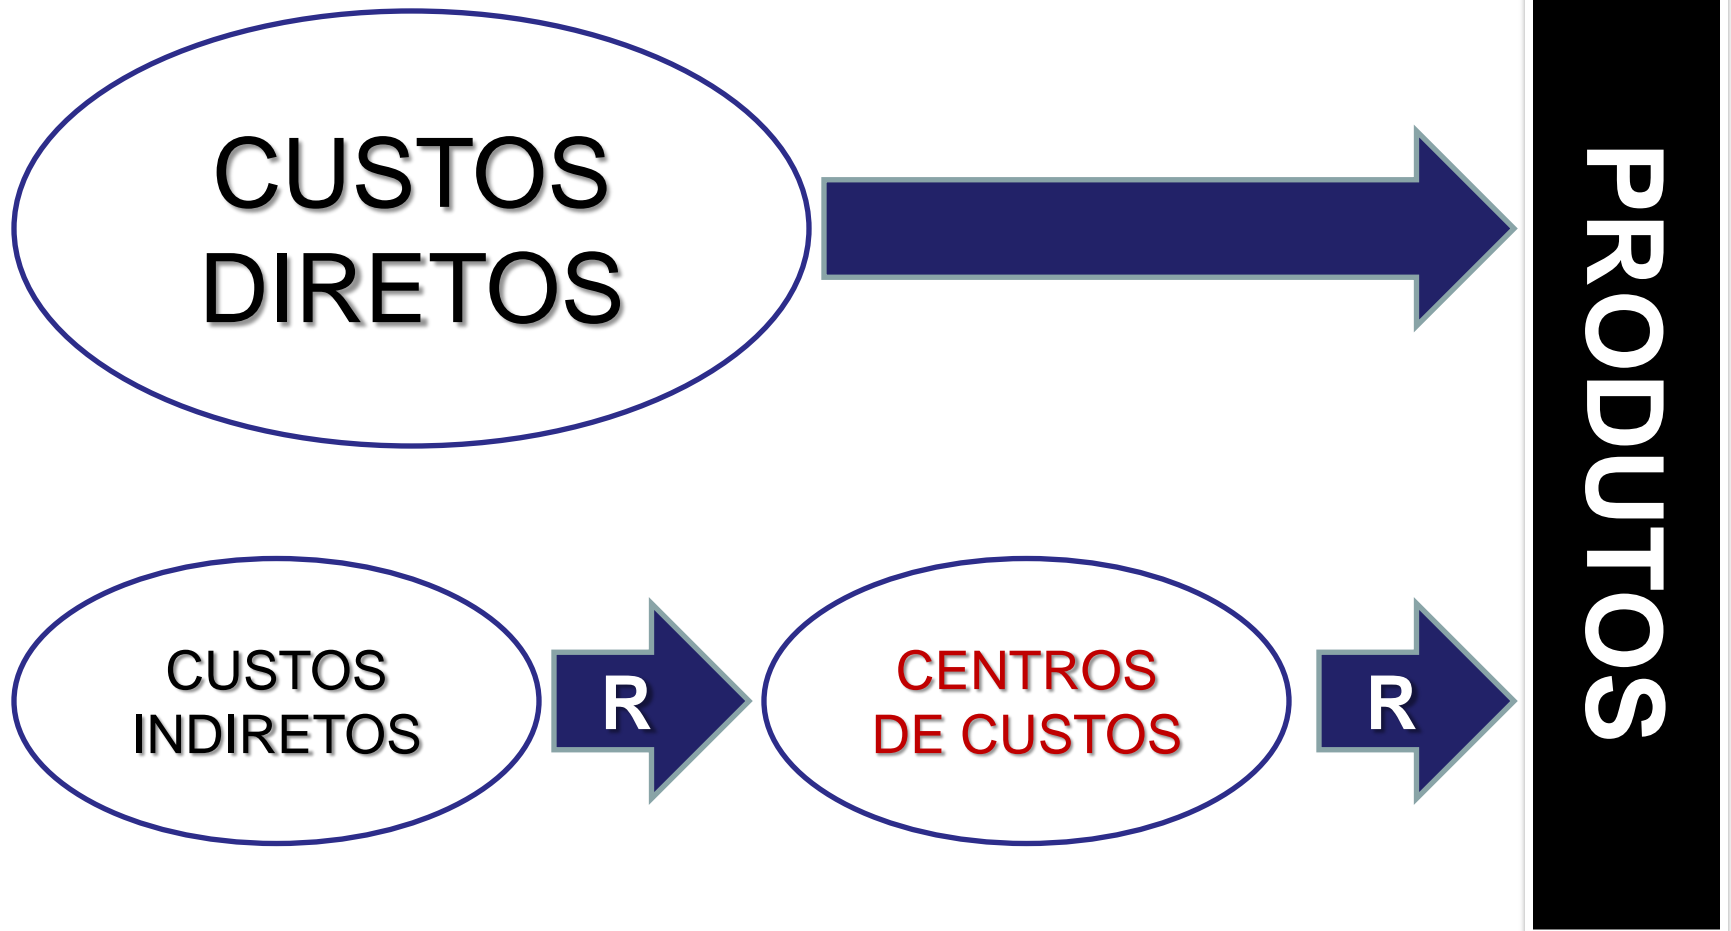 CUSTOS
DIRETOS
PRODUTOS
CUSTOS
INDIRETOS
R
CENTROS
DE CUSTOS
R